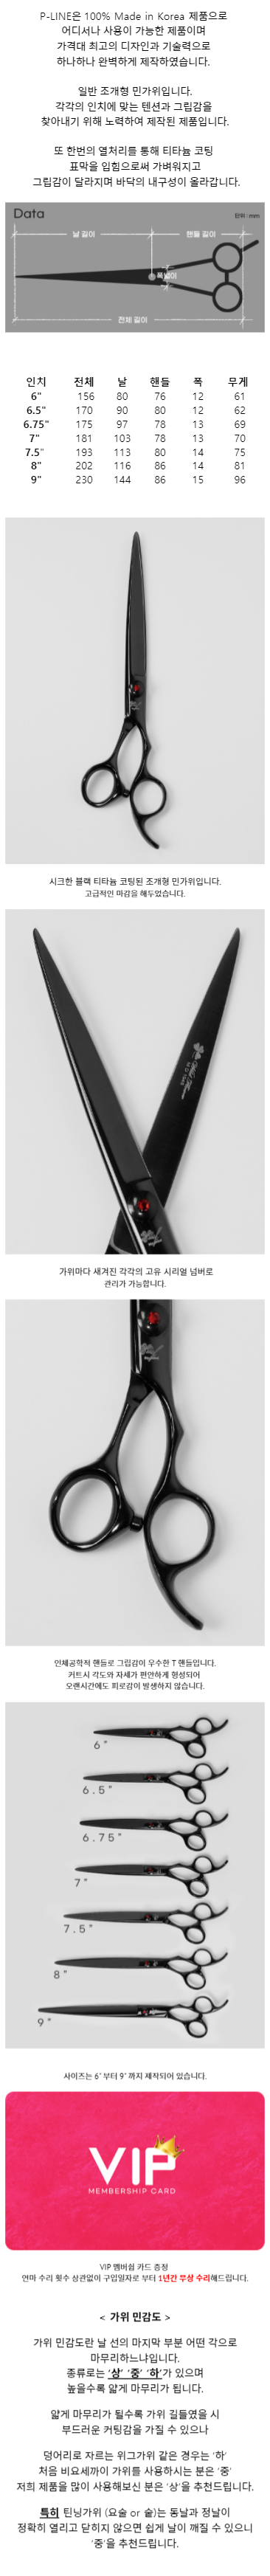 P-LINE은 100% Made in Korea 제품으로
어디서나 사용이 가능한 제품이며
가격대 최고의 디자인과 기술력으로
하나하나 완벽하게 제작하였습니다.
일반 조개형 민가위입니다.
각각의 인치에 맞는 텐션과 그립감을
찾아내기 위해 노력하여 제작된 제품입니다.
또 한번의 열처리를 통해 티타늄 코팅
표막을 입힘으로써 가벼워지고
그립감이 달라지며 바닥의 내구성이 올라갑니다.
Data
단위 : mm
날 길이 핸들 길이
폭넓이
전체 길이
인치 전체 날 핸들 폭 무게
6" 156 80 76 12 61
6.5" 170 90 80 12 62
6.75" 175 97 78 13 69
7" 181 103 78 13 70
7.5" 193 113 80 14 75
8" 202 116 86 14 81
9" 230 144 86 15 96
시크한 블랙 티타늄 코팅된 조개형 민가위입니다.
고급적인 마감을 해두었습니다.
가위마다 새겨진 각각의 고유 시리얼 넘버로
관리가 가능합니다.
인체공학적 핸들로 그립감이 우수한 T 핸들입니다.
커트시 각도와 자세가 편안하게 형성되어
오랜시간에도 피로감이 발생하지 않습니다.
6"
6.5"
6.75"
7"
7.5"
8"
9"
사이즈는 6" 부터 9" 까지 제작되어 있습니다.
VIP
MEMBERSHIP CARD
VIP 멤버쉽 카드 증정
연마 수리 횟수 상관없이 구입일자로 부터 1년간 무상 수리해드립니다.
< 가위 민감도 >
가위 민감도란 날 선의 마지막 부분 어떤 각으로
마무리하느냐입니다.
종류로는 '상' '중' '하'가 있으며
높을수록 얇게 마무리가 됩니다.
얇게 마무리가 될수록 가위 길들였을 시
부드러운 커팅감을 가질 수 있으나
덩어리로 자르는 위그가위 같은 경우는 '하'
처음 비요세까이 가위를 사용하시는 분은 '중'
저희 제품을 많이 사용해보신 분은 '상'을 추천드립니다.
특히 틴닝가위 (요술 or 숱)는 동날과 정날이
정확히 열리고 닫히지 않으면 쉽게 날이 깨질 수 있으니
'중'을 추천드립니다.